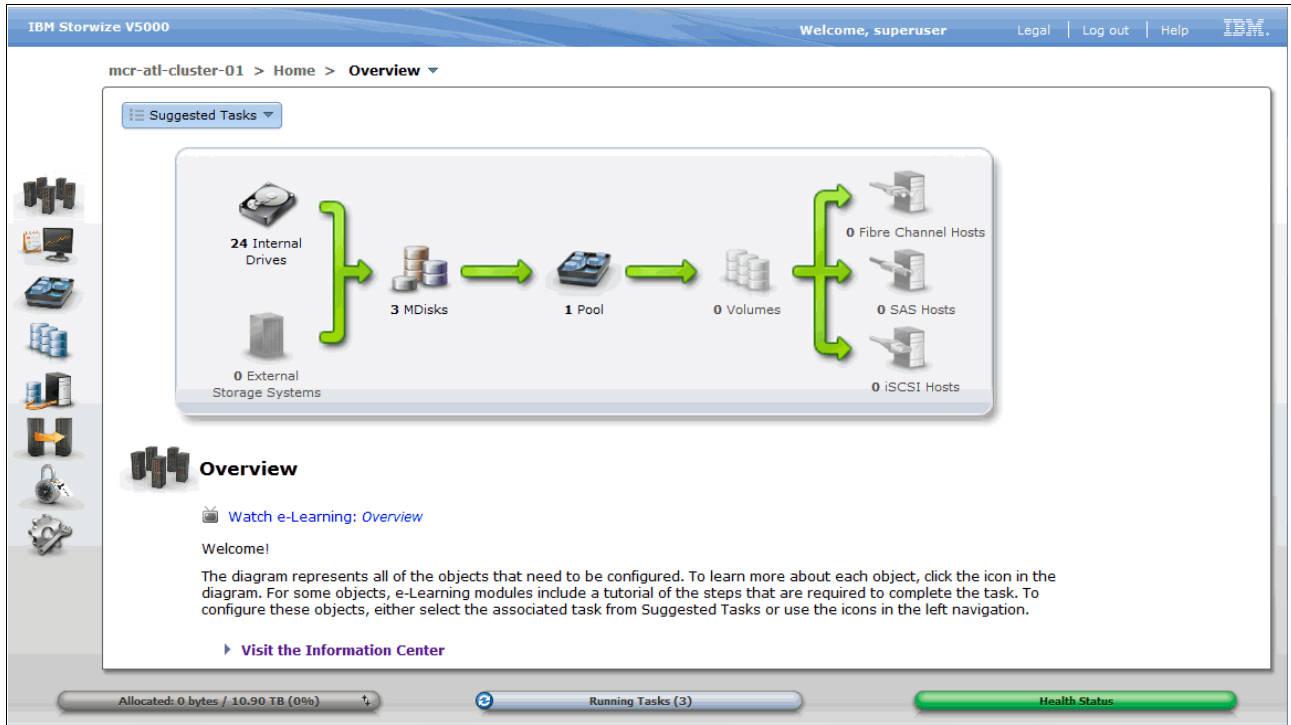 IBM Storwize V5000
Welcome, superuser
Legal | Log out | Help
IBM.
mcr-atl-cluster-01 > Home > Overview
Suggested Tasks
24 Internal
Drives
0 External
Storage Systems
3 MDisks
1 Pool
0 Volumes
0 Fibre Channel Hosts
0 SAS Hosts
0 iSCSI Hosts
Overview
Watch e-Learning: Overview
Welcome!
The diagram represents all of the objects that need to be configured. To learn more about each object, click the icon in the
diagram. For some objects, e-Learning modules include a tutorial of the steps that are required to complete the task. To
configure these objects, either select the associated task from Suggested Tasks or use the icons in the left navigation.
Visit the Information Center
Allocated: 0 bytes / 10.90 TB (0%)
Running Tasks (3)
Health Status